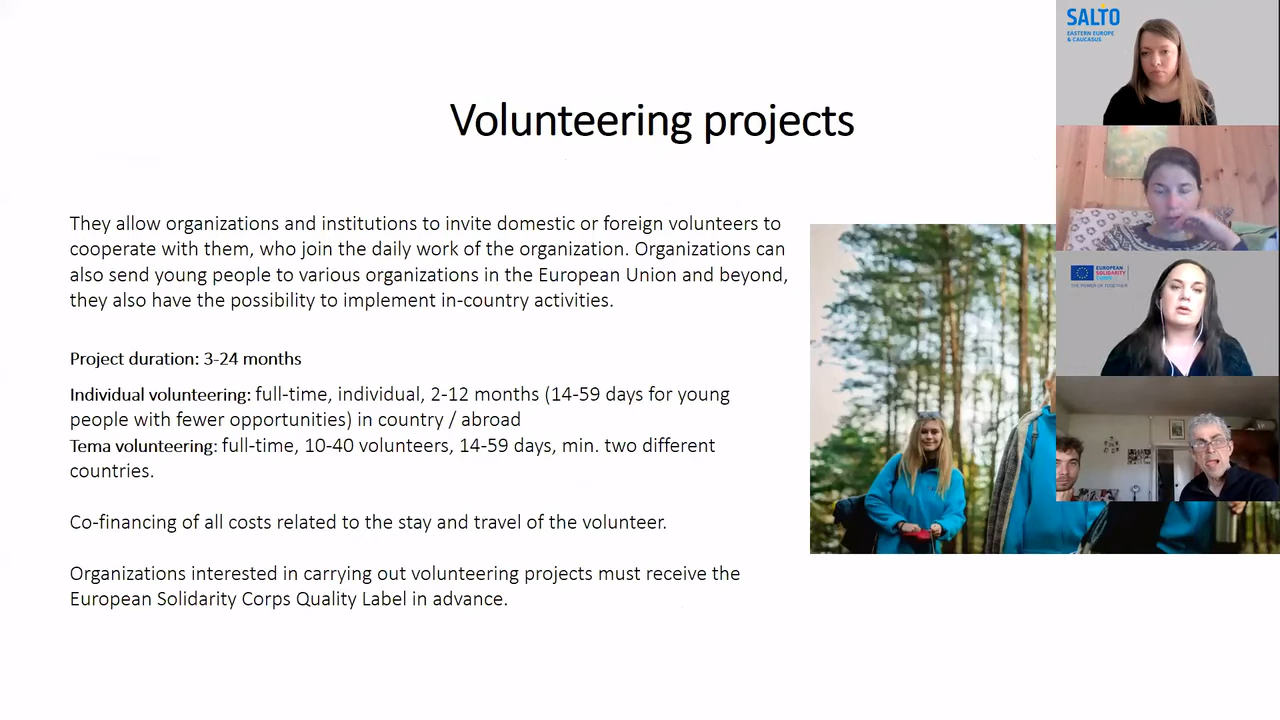 Volunteering projects
They allow organizations and institutions to invite domestic or foreign volunteers to
cooperate with them, who join the daily work of the organization. Organizations can
also send young people to various organizations in the European Union and beyond,
they also have the possibility to implement in-country activities.
Project duration: 3-24 months
Individual volunteering: full-time, individual, 2-12 months (14-59 days for young
people with fewer opportunities) in country / abroad
Tema volunteering: full-time, 10-40 volunteers, 14-59 days, min. two different
countries.
Co-financing of all costs related to the stay and travel of the volunteer.
Organizations interested in carrying out volunteering projects must receive the
European Solidarity Corps Quality Label in advance.
SALTO
EASTERN EUROPE
& CAUCASUS
EUROPEAN
SOLIDARITY
CORPS
THE POWER OF TOGETHER